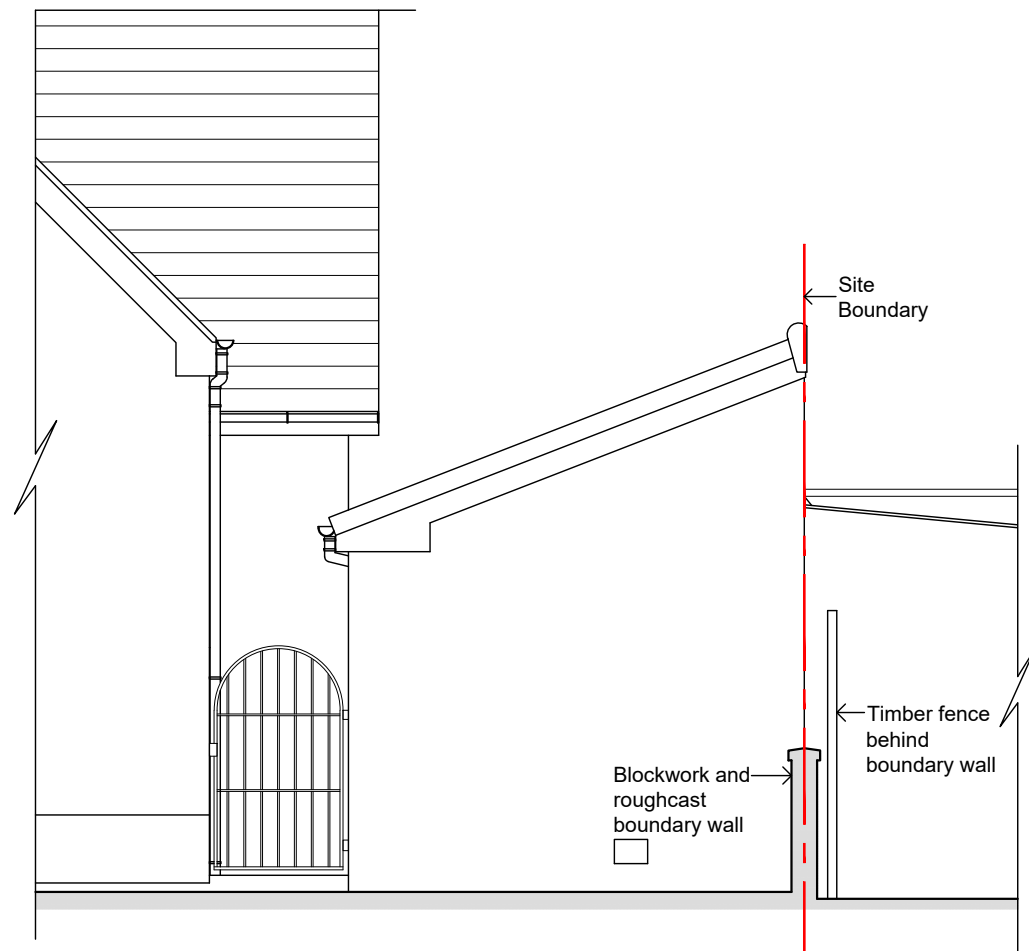 Site
Boundary
Timber fence
behind
boundary wall
Blockwork and
roughcast
boundary wall